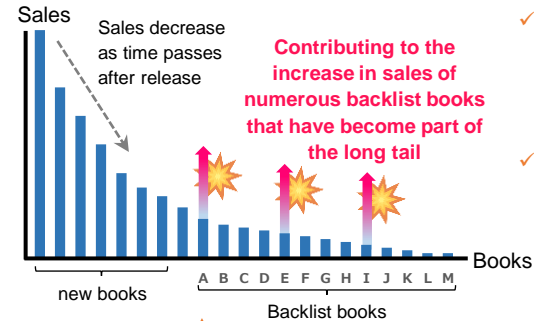 Sales
Sales decrease
as time passes
after release
Contributing to the
increase in sales of
numerous backlist books
that have become part of
the long tail
Books
A B C D E F G H I J K L M
new books
Backlist books